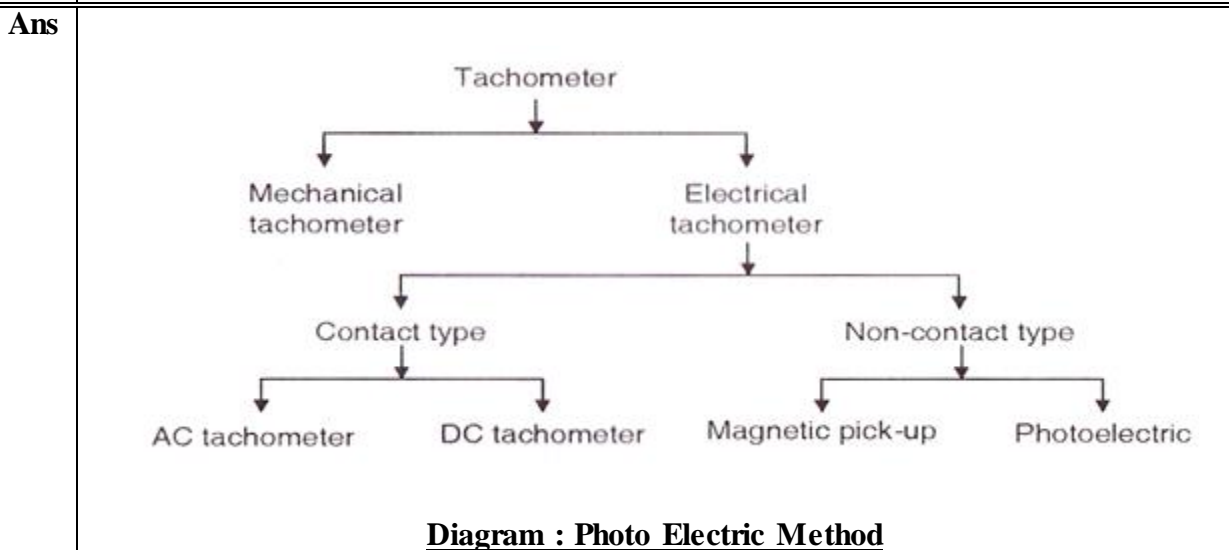 Ans
Tachometer
Mechanical
tachometer
Electrical
tachometer
Contact type
Non-contact type
AC tachometer
DC tachometer
Magnetic pick-up
Photoelectric
Diagram : Photo Electric Method